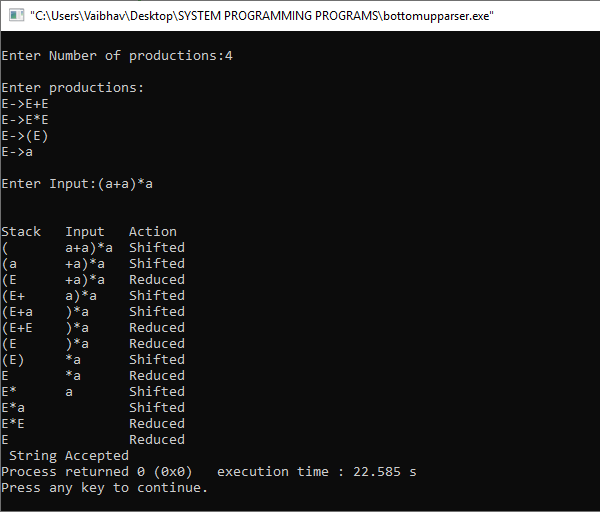 "C:\Users\Vaibhav\Desktop\SYSTEM PROGRAMMING PROGRAMS\bottomupparser.exe"
Enter Number of productions:4
Enter productions:
E->E+E
E->E*E
E->(E)
E->a
Enter Input:(a+a)*a
Stack   Input   Action
(       a+a)*a  Shifted
(a      +a)*a   Shifted
(E      +a)*a   Reduced
(E+     a)*a    Shifted
(E+a    )*a     Shifted
(E+E    )*a     Reduced
(E      )*a     Reduced
(E)     *a      Shifted
E       *a      Reduced
E*      a       Shifted
E*a             Shifted
E*E             Reduced
E               Reduced
 String Accepted
Process returned 0 (0x0)   execution time : 22.585 s
Press any key to continue.